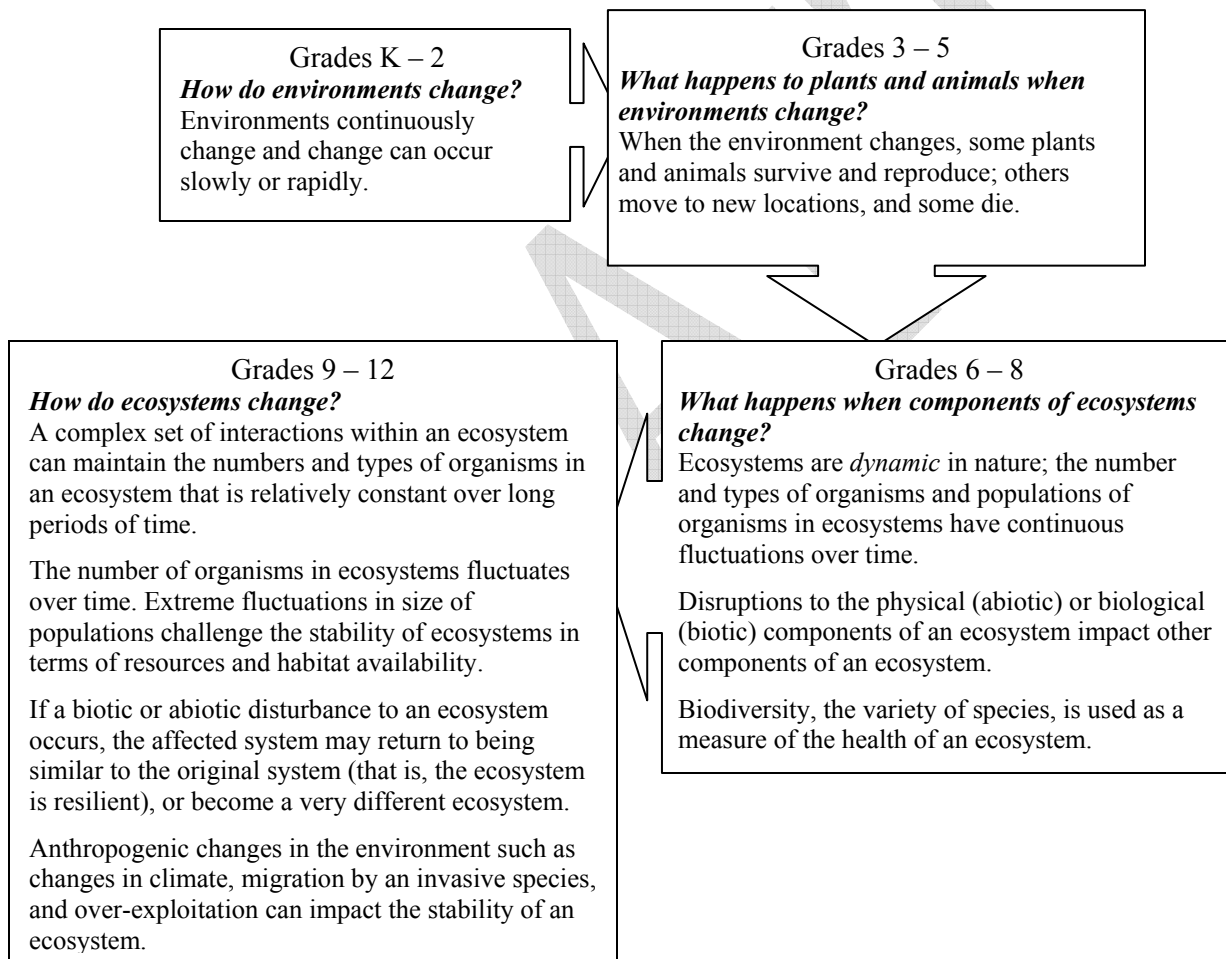 Grades K – 2
How do environments change?
Environments continuously
change and change can occur
slowly or rapidly.
Grades 3 – 5
What happens to plants and animals when
environments change?
When the environment changes, some plants
and animals survive and reproduce; others
move to new locations, and some die.
Grades 6 – 8
What happens when components of ecosystems
change?
Ecosystems are dynamic in nature; the number
and types of organisms and populations of
organisms in ecosystems have continuous
fluctuations over time.
Disruptions to the physical (abiotic) or biological
(biotic) components of an ecosystem impact other
components of an ecosystem.
Biodiversity, the variety of species, is used as a
measure of the health of an ecosystem.
Grades 9 – 12
How do ecosystems change?
A complex set of interactions within an ecosystem
can maintain the numbers and types of organisms in
an ecosystem that is relatively constant over long
periods of time.
The number of organisms in ecosystems fluctuates
over time. Extreme fluctuations in size of
populations challenge the stability of ecosystems in
terms of resources and habitat availability.
If a biotic or abiotic disturbance to an ecosystem
occurs, the affected system may return to being
similar to the original system (that is, the ecosystem
is resilient), or become a very different ecosystem.
Anthropogenic changes in the environment such as
changes in climate, migration by an invasive species,
and over-exploitation can impact the stability of an
ecosystem.